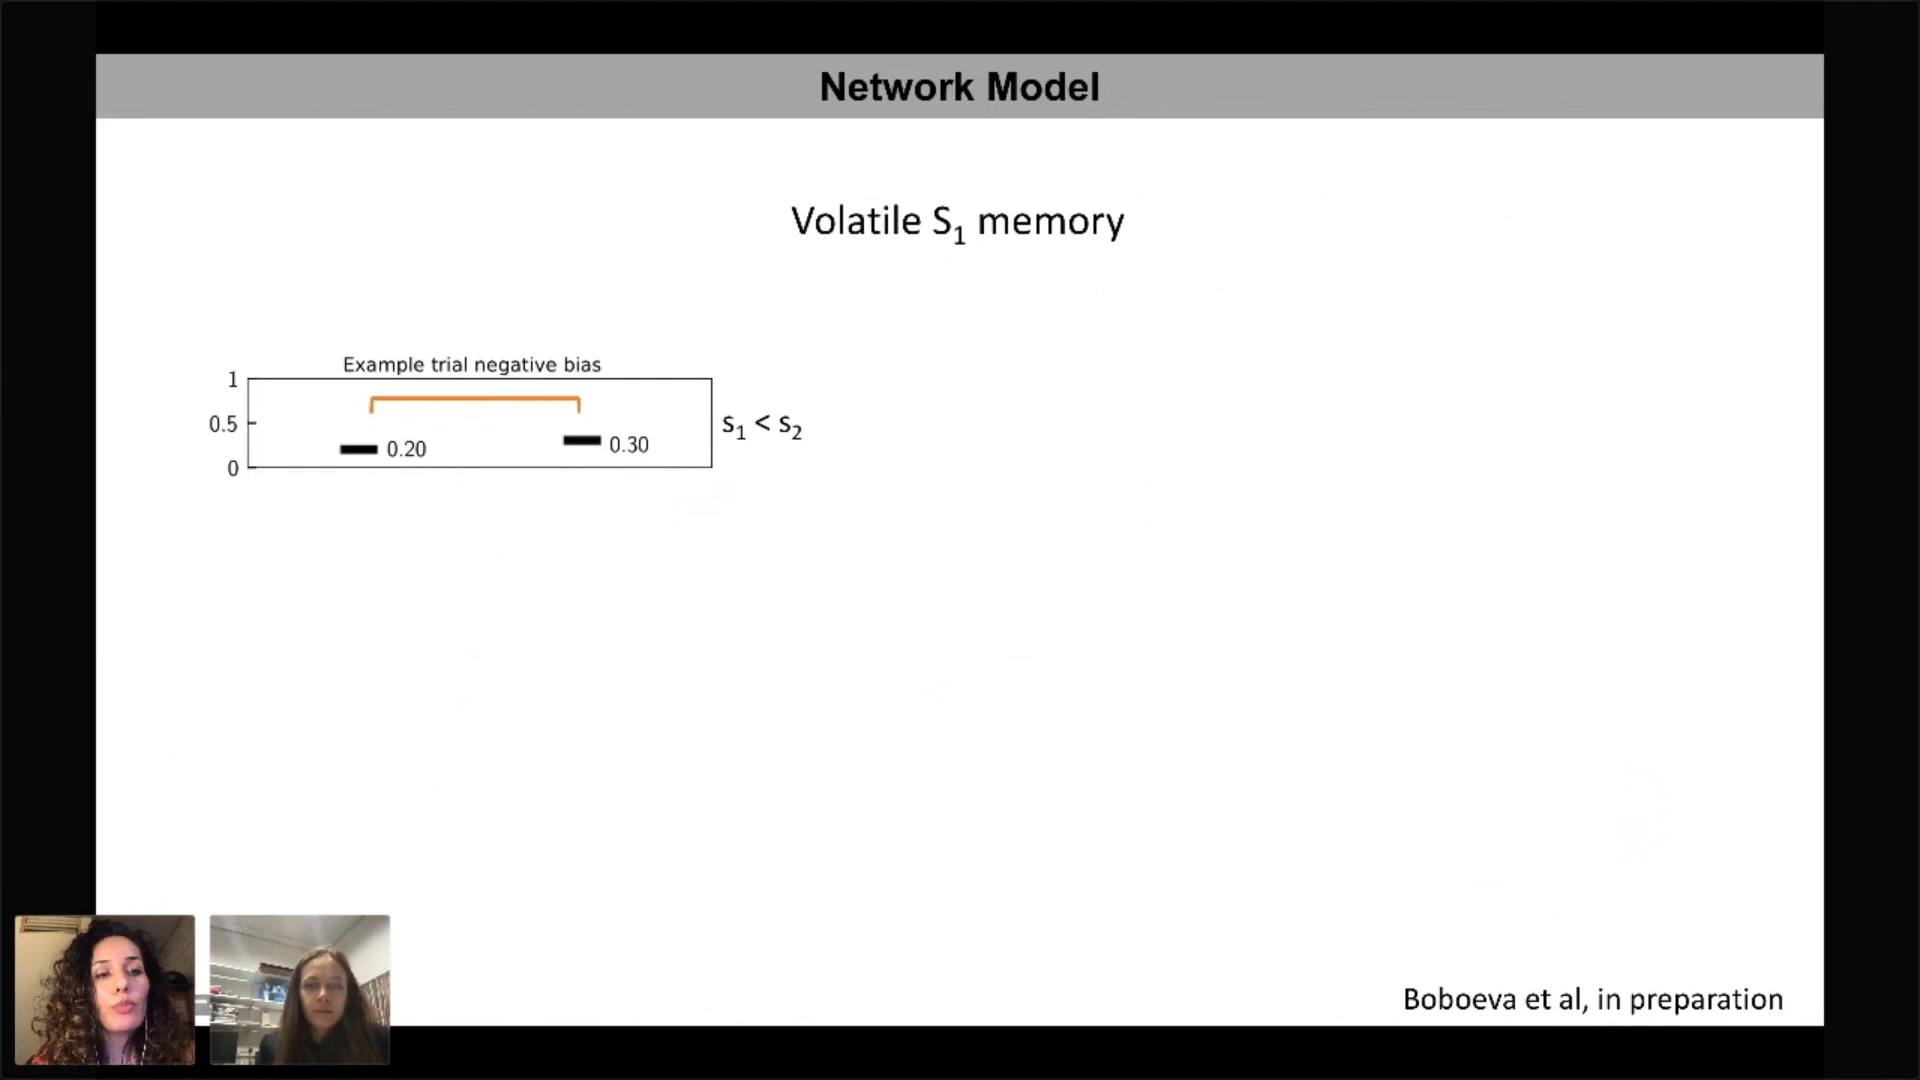 Network Model
Volatile S₁ memory
Example trial negative bias
1
0.5
0
0.20
0.30
s₁ < s₂
Boboeva et al, in preparation